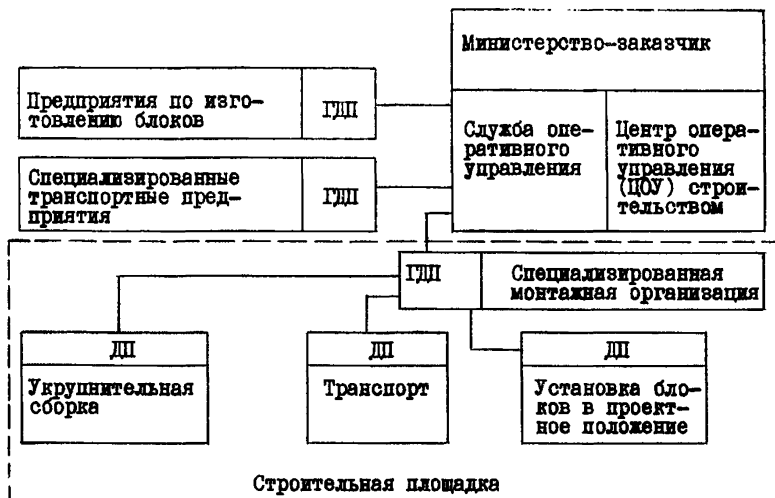 Министерство-заказчик
Предприятия по изго-
товлению блоков
ГДП
Служба опе-
ративного
управления
Центр опера-
тивного
управления
(ЦОУ) строи-
тельством
Специализированные
транспортные пред-
приятия
ГДП
ГДП
Специализированная
монтажная организация
ДП
Укрупнительная
сборка
ДП
Транспорт
ДП
Установка бло-
ков в проект-
ное положение
Строительная площадка